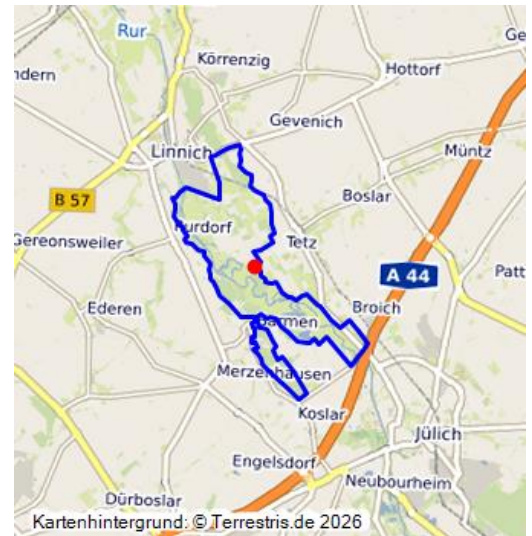 Rur
Körrenzig
Ge
ndern
Hottorf
Gevenich
Linnich
Müntz
B 57
Boslar
Rurdorf
Gereonsweiler
Tetz
A 44
Patt
Ederen
Broich
Barmen
Merzenhausen
Koslar
Jülich
Engelsdorf
Neubourheim
Dürboslar
Kartenhintergrund: © Terrestris.de 2026